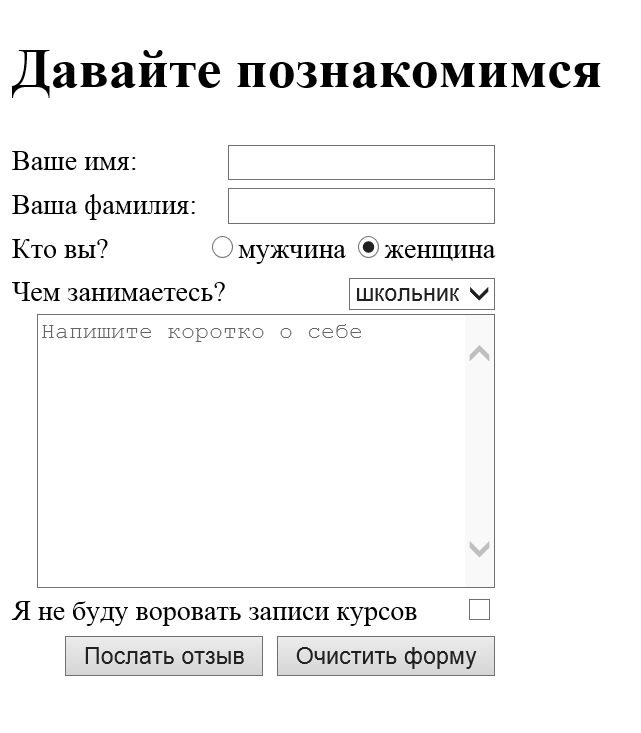 Давайте познакомимся
Ваше имя:
Ваша фамилия:
Кто вы? мужчина женщина
Чем занимаетесь? школьник
Напишите коротко о себе
Я не буду воровать записи курсов
Послать отзыв Очистить форму